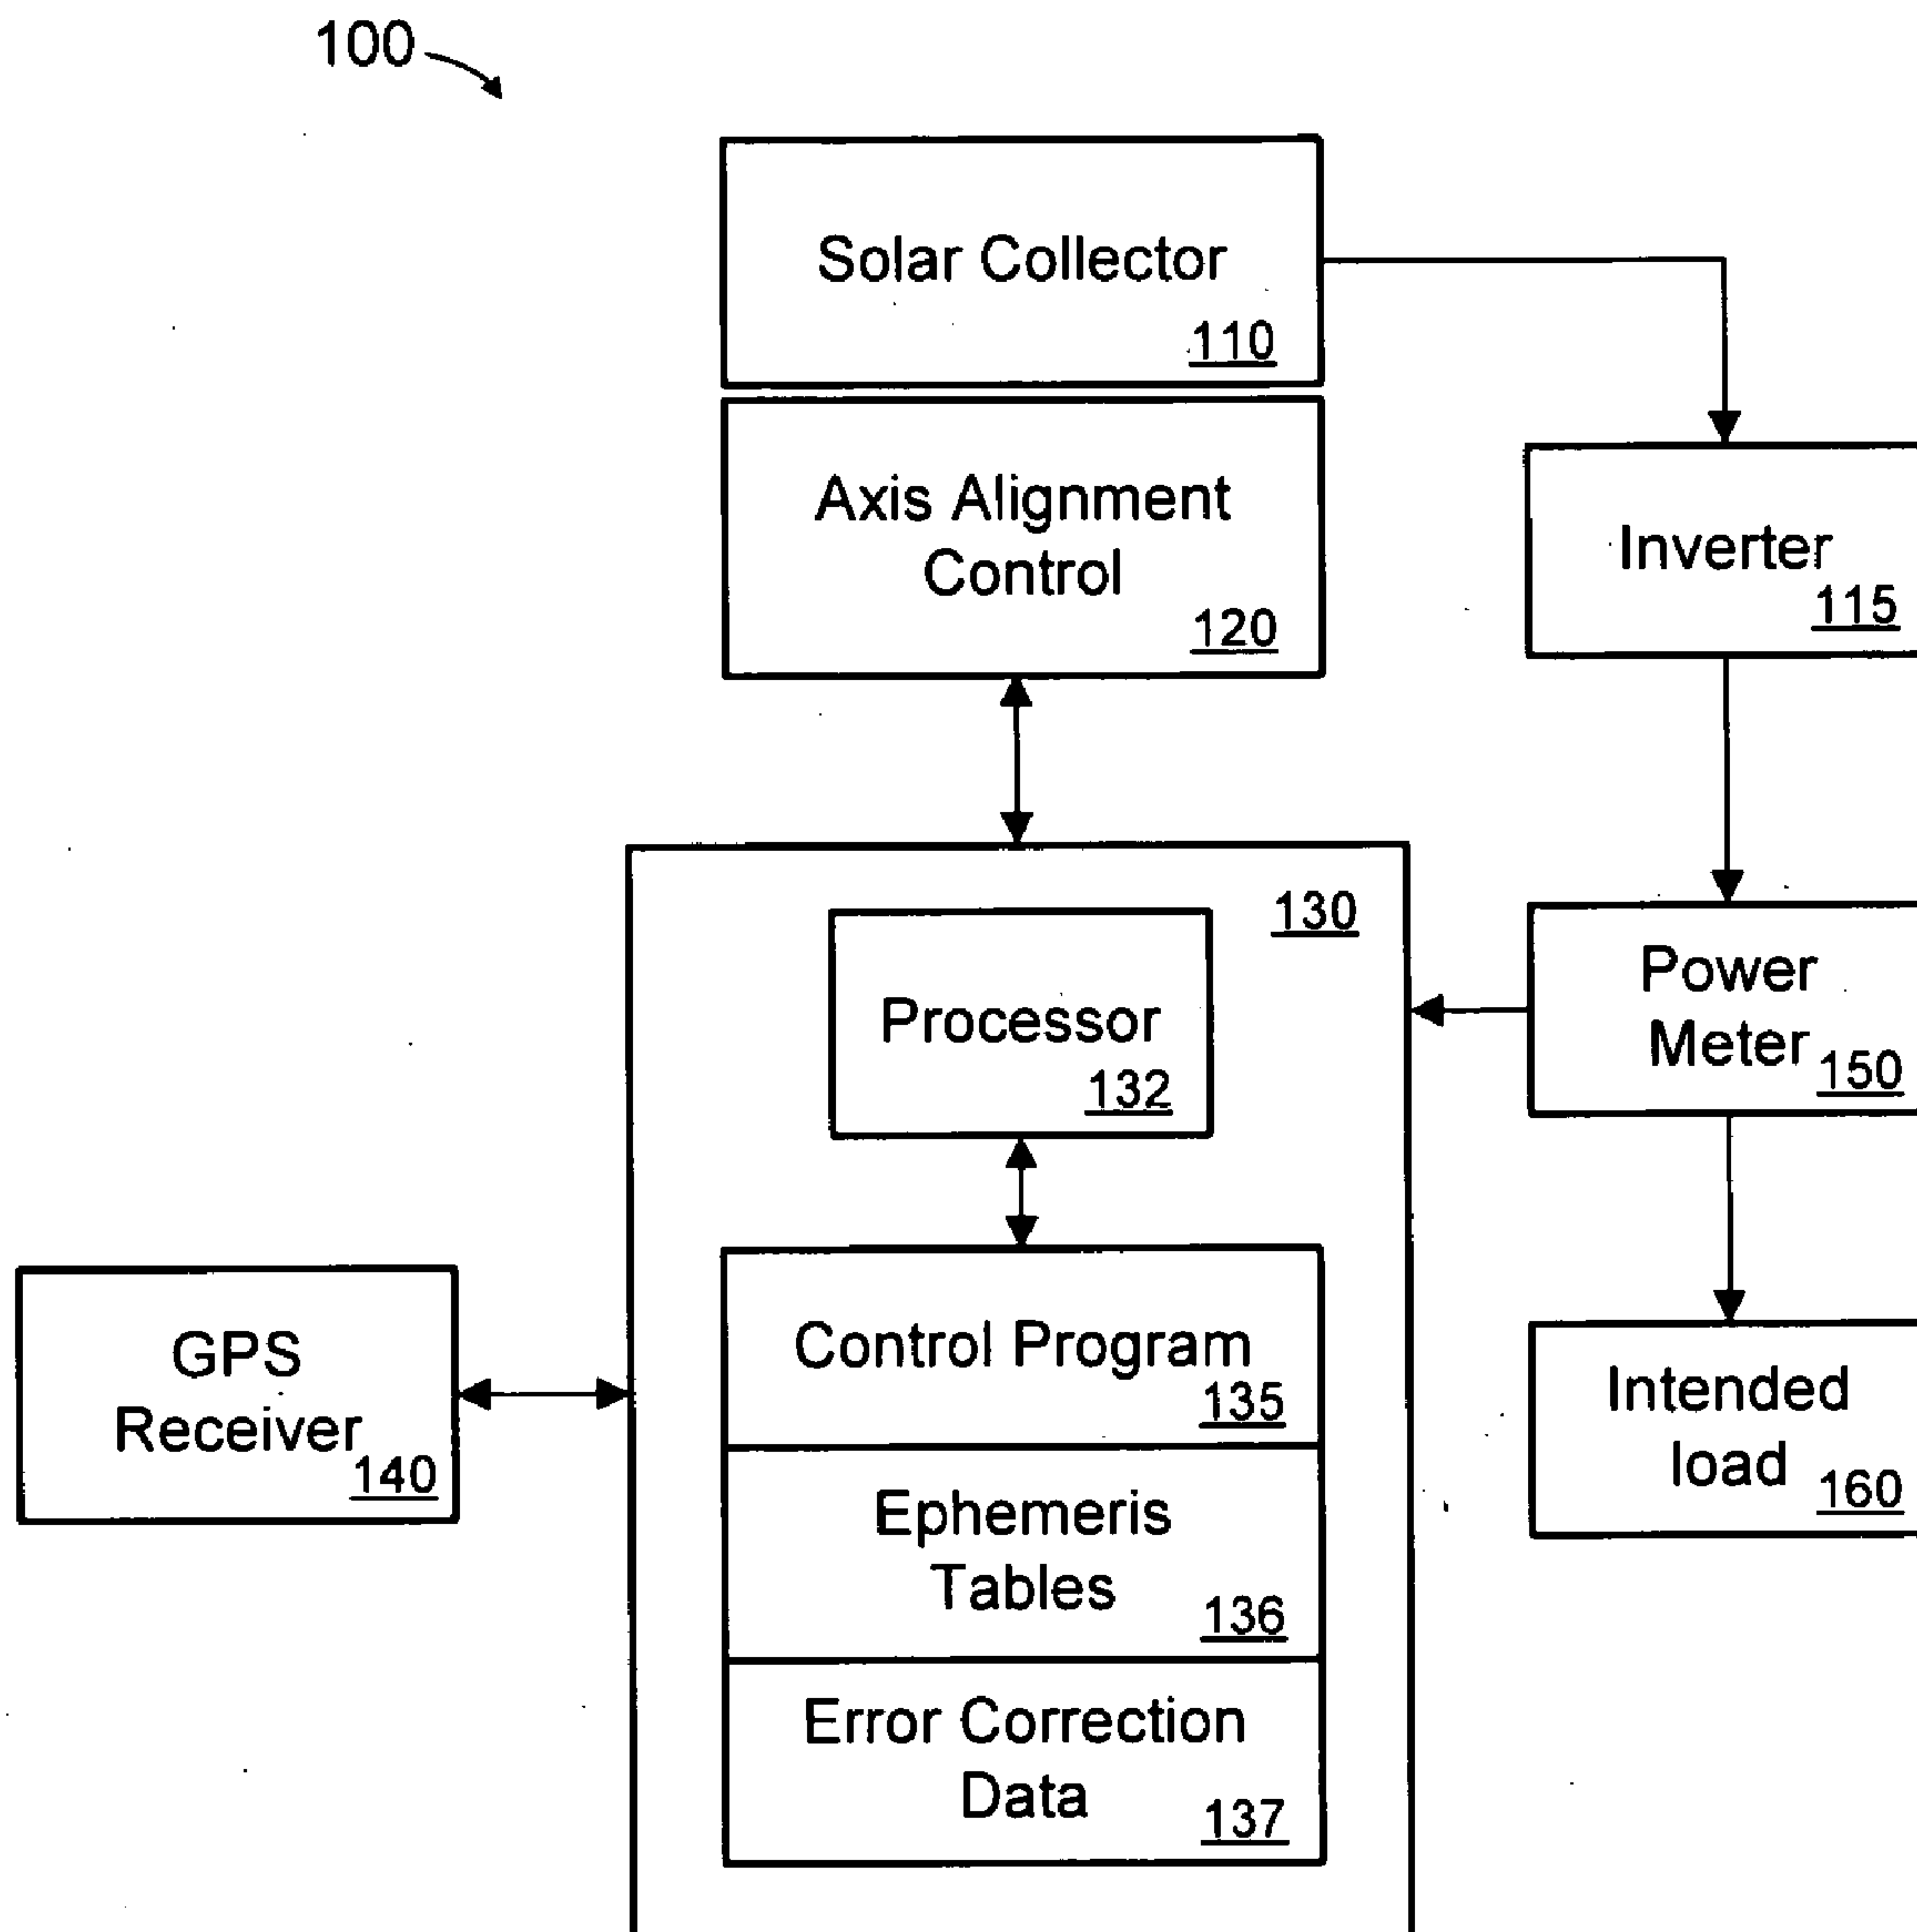 100
Solar Collector
110
Axis Alignment
Control
120
Inverter
115
130
Processor
132
Power
Meter
150
GPS
Receiver
140
Control Program
135
Ephemeris
Tables
136
Error Correction
Data
137
Intended
load
160